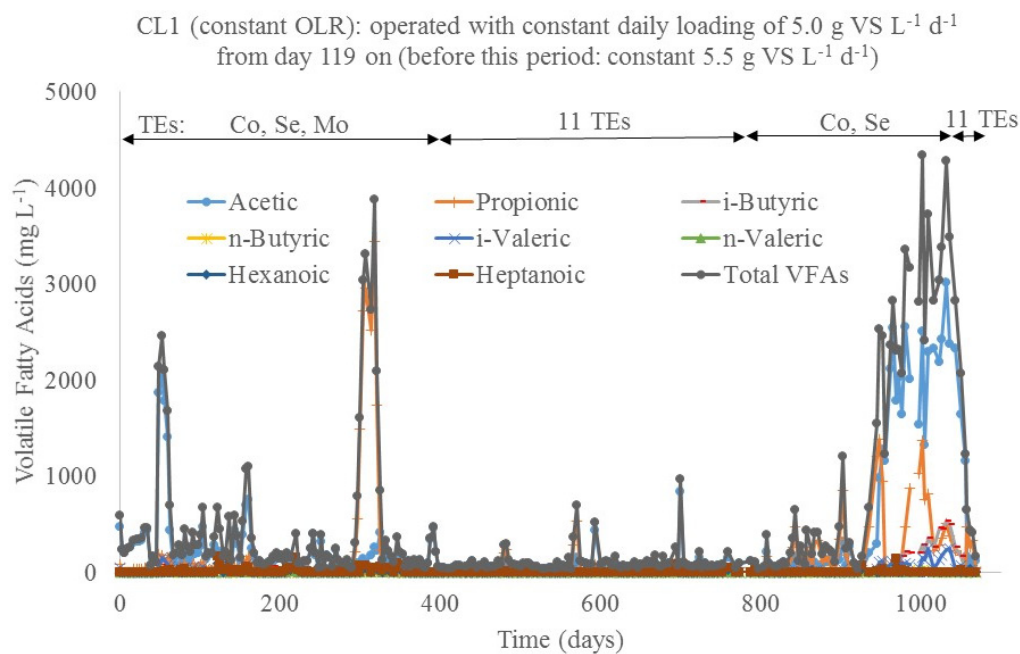 CL1 (constant OLR): operated with constant daily loading of 5.0 g VS L⁻¹ d⁻¹
from day 119 on (before this period: constant 5.5 g VS L⁻¹ d⁻¹)
5000
TEs: Co, Se, Mo 11 TEs Co, Se 11 TEs
4000
Acetic Propionic i-Butyric
n-Butyric i-Valeric n-Valeric
Hexanoic Heptanoic Total VFAs
3000
2000
1000
0
Volatile Fatty Acids (mg L⁻¹)
0 200 400 600 800 1000
Time (days)